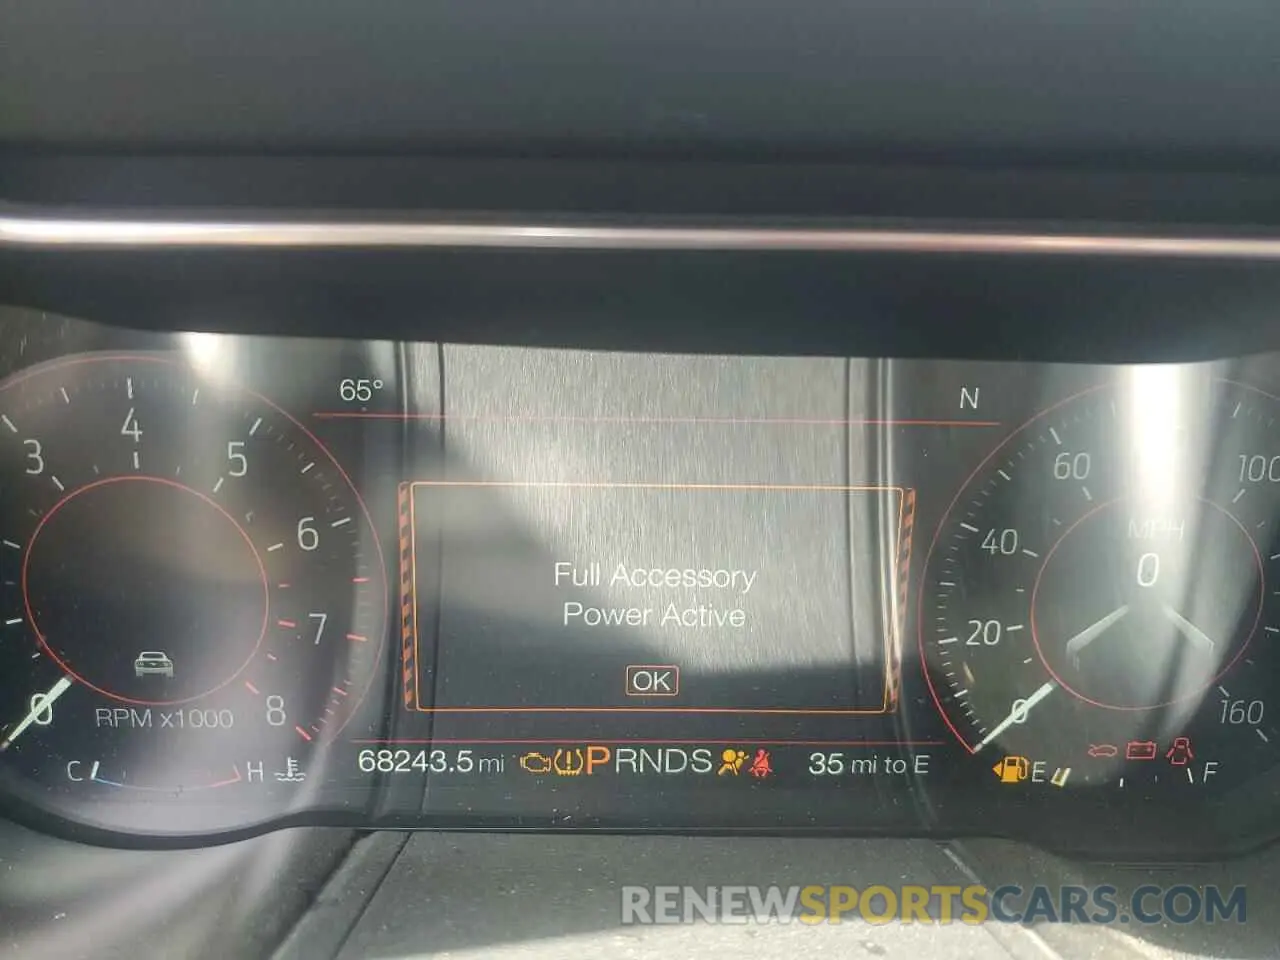 65°
N
3
4
5
6
7
8
0
RPM x1000
60
100
40
20
0
160
MPH
0
Full Accessory
Power Active
OK
C
H
68243.5 mi
PRNDS
35 mi to E
E
F
RENEWSPORTSCARS.COM